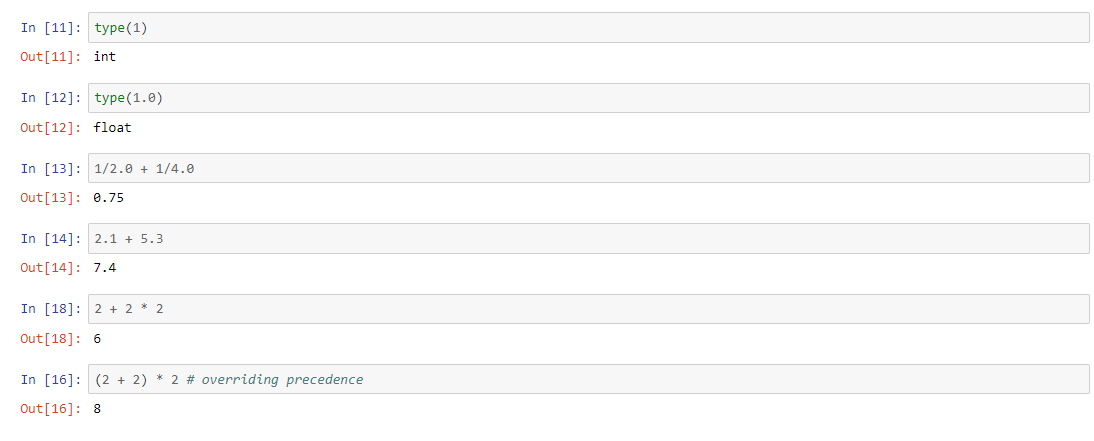 In [11]: type(1)
Out[11]: int
In [12]: type(1.0)
Out[12]: float
In [13]: 1/2.0 + 1/4.0
Out[13]: 0.75
In [14]: 2.1 + 5.3
Out[14]: 7.4
In [18]: 2 + 2 * 2
Out[18]: 6
In [16]: (2 + 2) * 2 # overriding precedence
Out[16]: 8